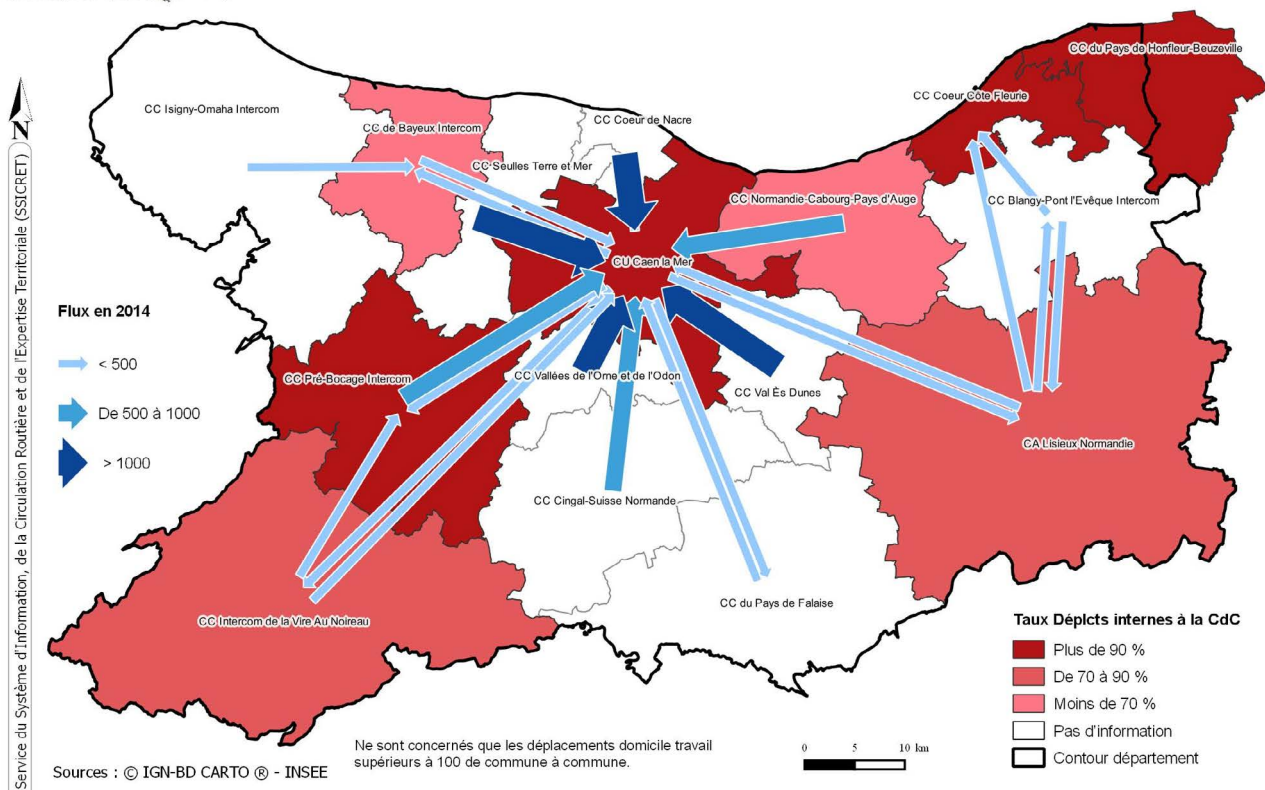 CC du Pays de Honfleur-Beuzeville
CC Isigny-Omaha Intercom
CC Coeur Côte Fleurie
CC Coeur de Nacre
CC de Bayeux Intercom
CC Seulles Terre et Mer
CC Normandie-Cabourg-Pays d'Auge
CC Blangy-Pont l'Evêque Intercom
CU Caen la Mer
Flux en 2014
< 500
De 500 à 1000
> 1000
CC Pré-Bocage Intercom
CC Vallées de l'Orne et de l'Odon
CC Val Ès Dunes
CA Lisieux Normandie
CC Cingal-Suisse Normande
CC du Pays de Falaise
CC Intercom de la Vire Au Noireau
Taux Déplcts internes à la CdC
Plus de 90 %
De 70 à 90 %
Moins de 70 %
Pas d'information
Contour département
Ne sont concernés que les déplacements domicile travail
supérieurs à 100 de commune à commune.
0 5 10 km
Sources : © IGN-BD CARTO ® - INSEE
Service du Système d'Information, de la Circulation Routière et de l'Expertise Territoriale (SSICRET)
N